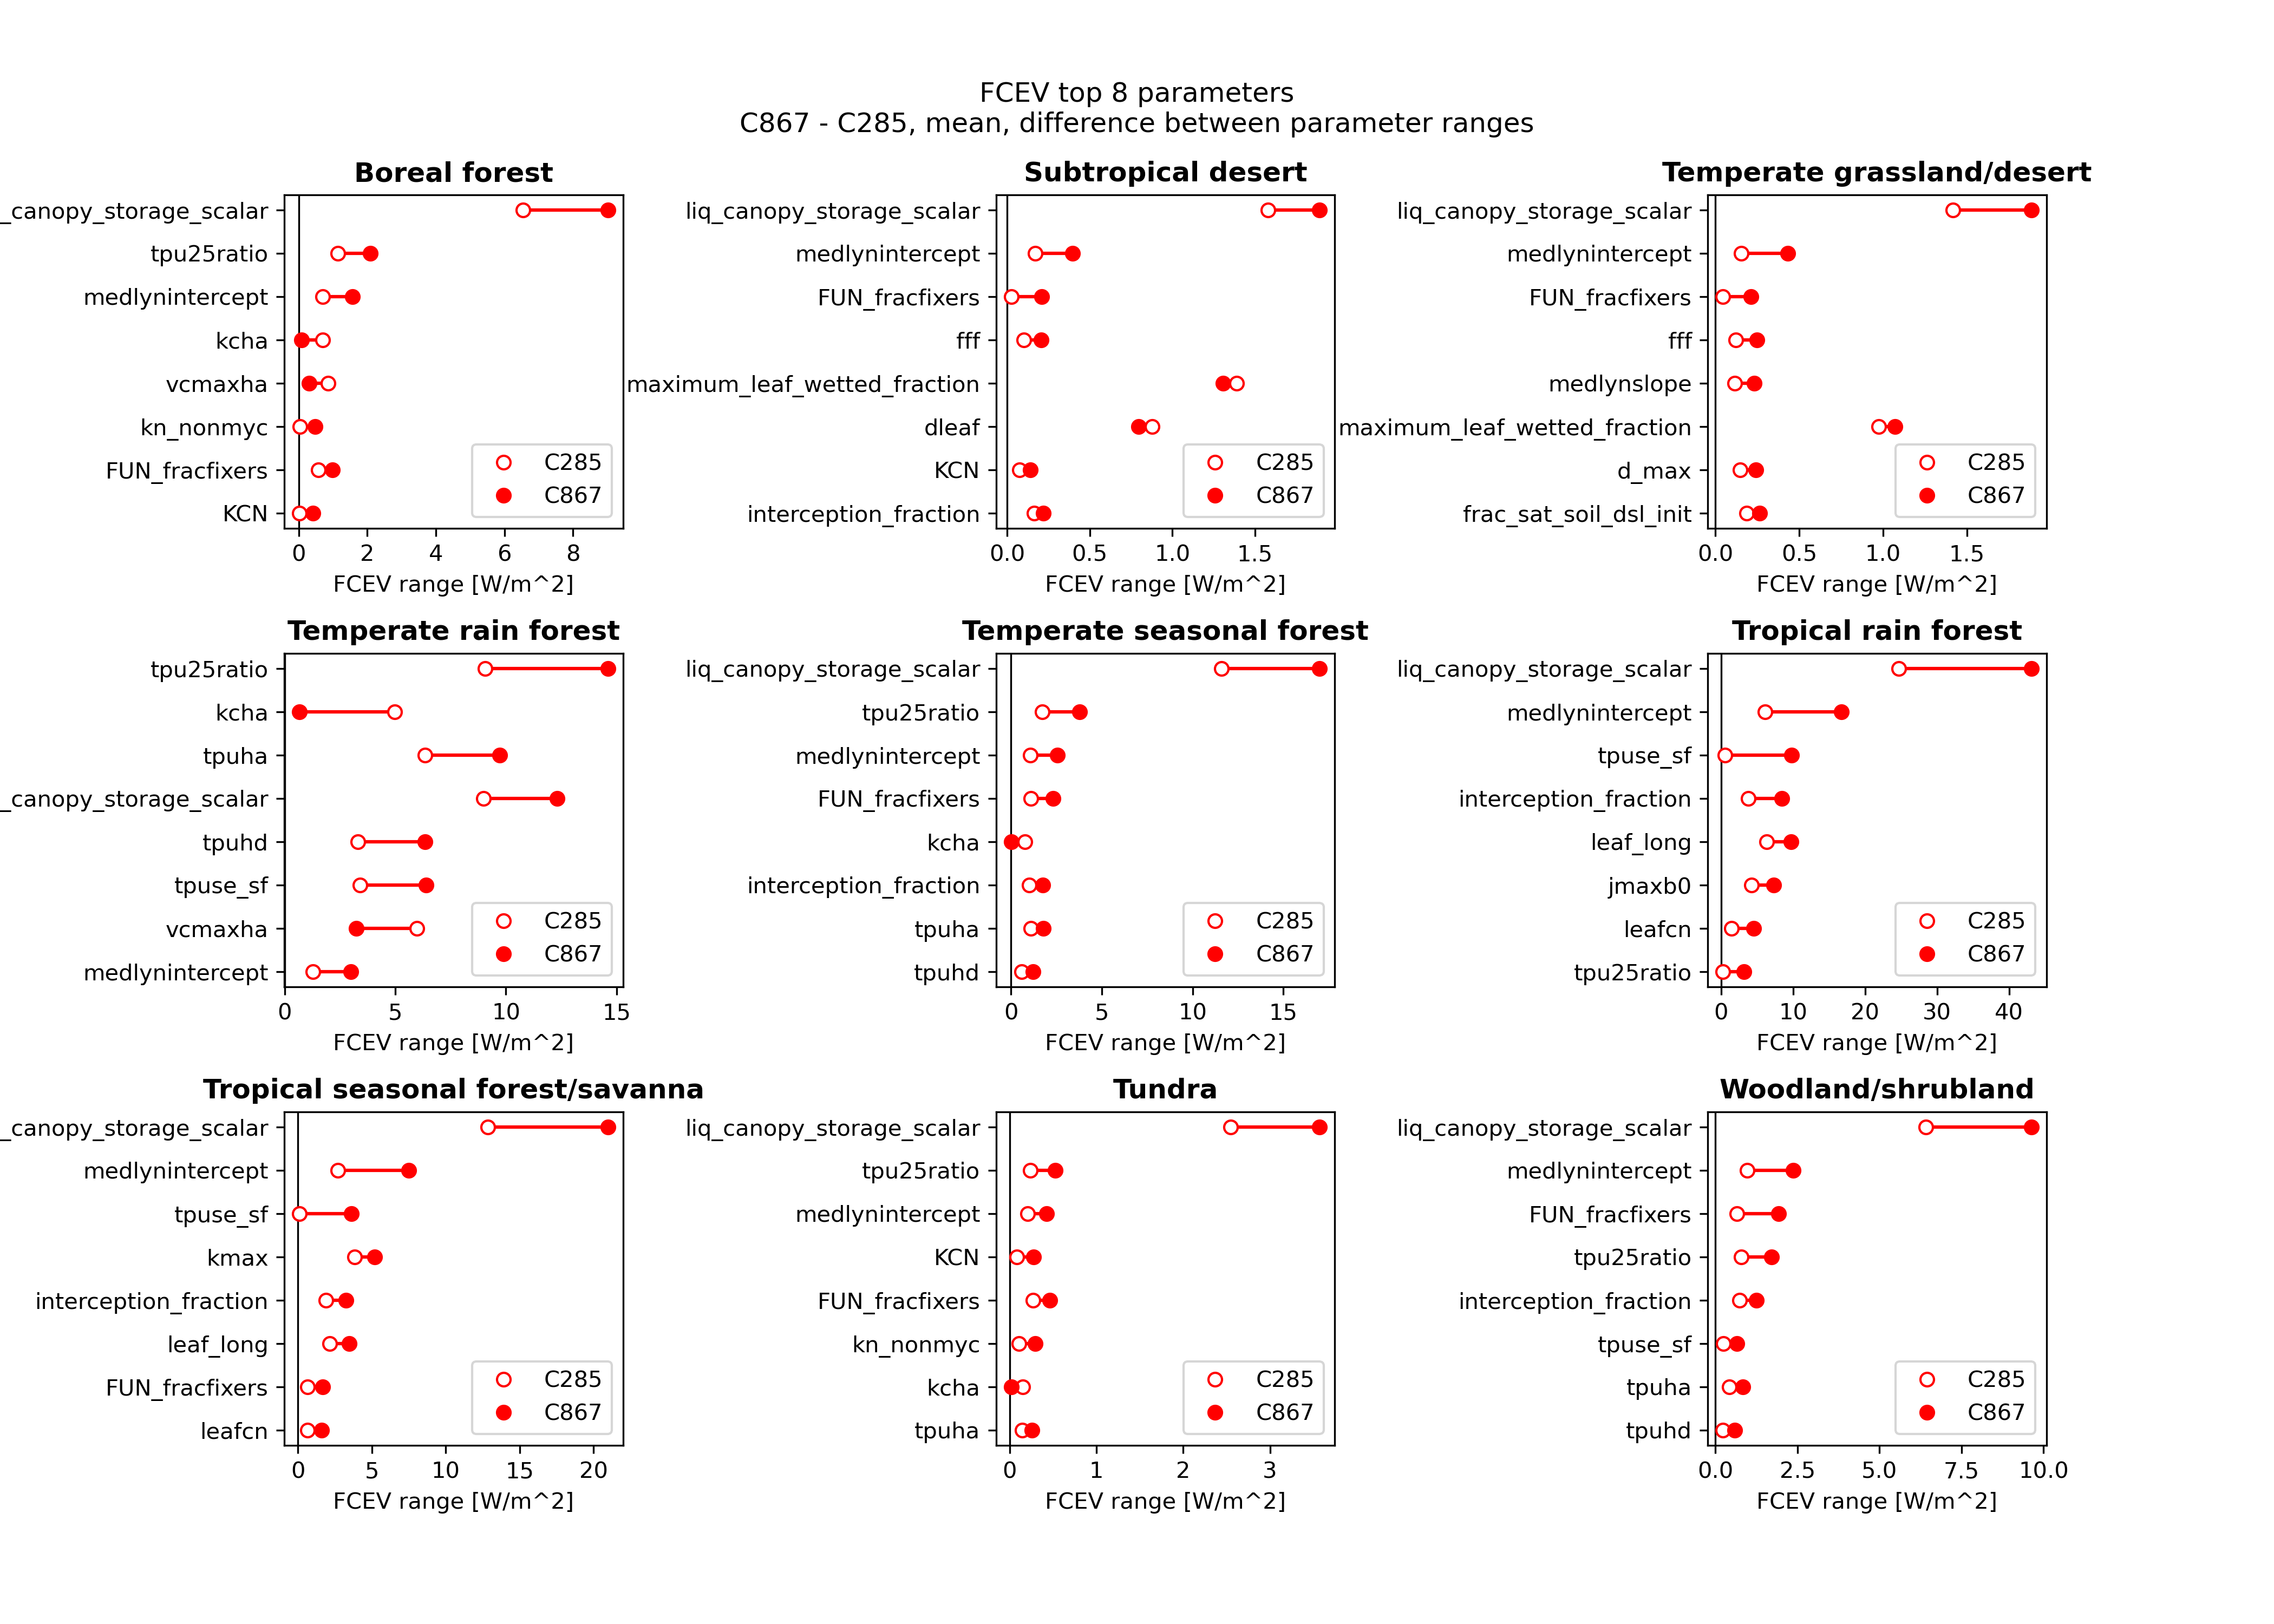 FCEV top 8 parameters
C867 - C285, mean, difference between parameter ranges
Boreal forest
_canopy_storage_scalar
tpu25ratio
medlynintercept
kcha
vcmaxha
kn_nonmyc
FUN_fracfixers
KCN
C285
C867
0 2 4 6 8
FCEV range [W/m^2]
Subtropical desert
liq_canopy_storage_scalar
medlynintercept
FUN_fracfixers
fff
maximum_leaf_wetted_fraction
dleaf
KCN
interception_fraction
C285
C867
0.0 0.5 1.0 1.5
FCEV range [W/m^2]
Temperate grassland/desert
liq_canopy_storage_scalar
medlynintercept
FUN_fracfixers
fff
medlynslope
maximum_leaf_wetted_fraction
d_max
frac_sat_soil_dsl_init
C285
C867
0.0 0.5 1.0 1.5
FCEV range [W/m^2]
Temperate rain forest
tpu25ratio
kcha
tpuha
_canopy_storage_scalar
tpuhd
tpuse_sf
vcmaxha
medlynintercept
C285
C867
0 5 10 15
FCEV range [W/m^2]
Temperate seasonal forest
liq_canopy_storage_scalar
tpu25ratio
medlynintercept
FUN_fracfixers
kcha
interception_fraction
tpuha
tpuhd
C285
C867
0 5 10 15
FCEV range [W/m^2]
Tropical rain forest
liq_canopy_storage_scalar
medlynintercept
tpuse_sf
interception_fraction
leaf_long
jmaxb0
leafcn
tpu25ratio
C285
C867
0 10 20 30 40
FCEV range [W/m^2]
Tropical seasonal forest/savanna
_canopy_storage_scalar
medlynintercept
tpuse_sf
kmax
interception_fraction
leaf_long
FUN_fracfixers
leafcn
C285
C867
0 5 10 15 20
FCEV range [W/m^2]
Tundra
liq_canopy_storage_scalar
tpu25ratio
medlynintercept
KCN
FUN_fracfixers
kn_nonmyc
kcha
tpuha
C285
C867
0 1 2 3
FCEV range [W/m^2]
Woodland/shrubland
liq_canopy_storage_scalar
medlynintercept
FUN_fracfixers
tpu25ratio
interception_fraction
tpuse_sf
tpuha
tpuhd
C285
C867
0.0 2.5 5.0 7.5 10.0
FCEV range [W/m^2]